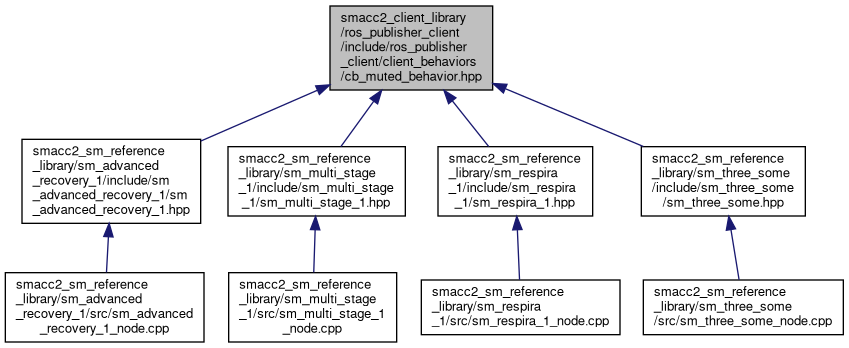 smacc2_client_library
/ros_publisher_client
/include/ros_publisher
_client/client_behaviors
/cb_muted_behavior.hpp
smacc2_sm_reference
_library/sm_advanced
_recovery_1/include/sm
_advanced_recovery_1/sm
_advanced_recovery_1.hpp
smacc2_sm_reference
_library/sm_multi_stage
_1/include/sm_multi_stage
_1/sm_multi_stage_1.hpp
smacc2_sm_reference
_library/sm_respira
_1/include/sm_respira
_1/sm_respira_1.hpp
smacc2_sm_reference
_library/sm_three_some
/include/sm_three_some
/sm_three_some.hpp
smacc2_sm_reference
_library/sm_advanced
_recovery_1/src/sm_advanced
_recovery_1_node.cpp
smacc2_sm_reference
_library/sm_multi_stage
_1/src/sm_multi_stage_1
_node.cpp
smacc2_sm_reference
_library/sm_respira
_1/src/sm_respira_1_node.cpp
smacc2_sm_reference
_library/sm_three_some
/src/sm_three_some_node.cpp